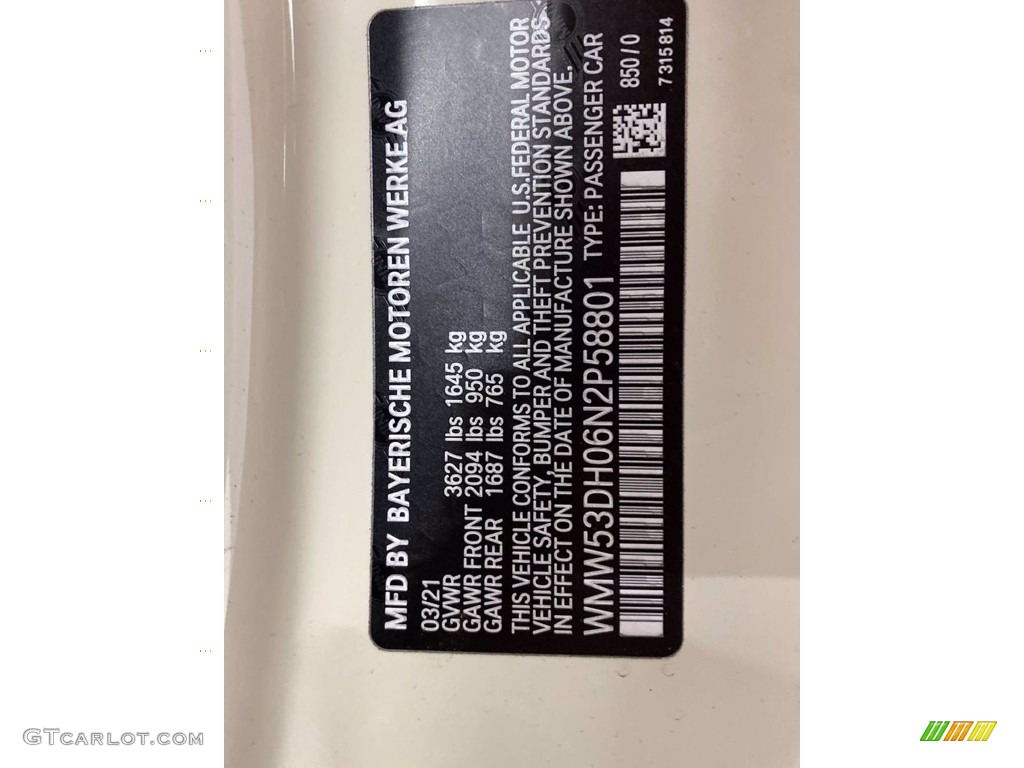 MFD BY BAYERISCHE MOTOREN WERKE AG
03/21
GVWR 3627 lbs 1645 kg
GAWR FRONT 2094 lbs 950 kg
GAWR REAR 1687 lbs 765 kg
THIS VEHICLE CONFORMS TO ALL APPLICABLE U.S.FEDERAL MOTOR
VEHICLE SAFETY, BUMPER AND THEFT PREVENTION STANDARDS
IN EFFECT ON THE DATE OF MANUFACTURE SHOWN ABOVE.
WMW53DH06N2P58801 TYPE: PASSENGER CAR
850 / 0
7315814
GTCARLOT.COM